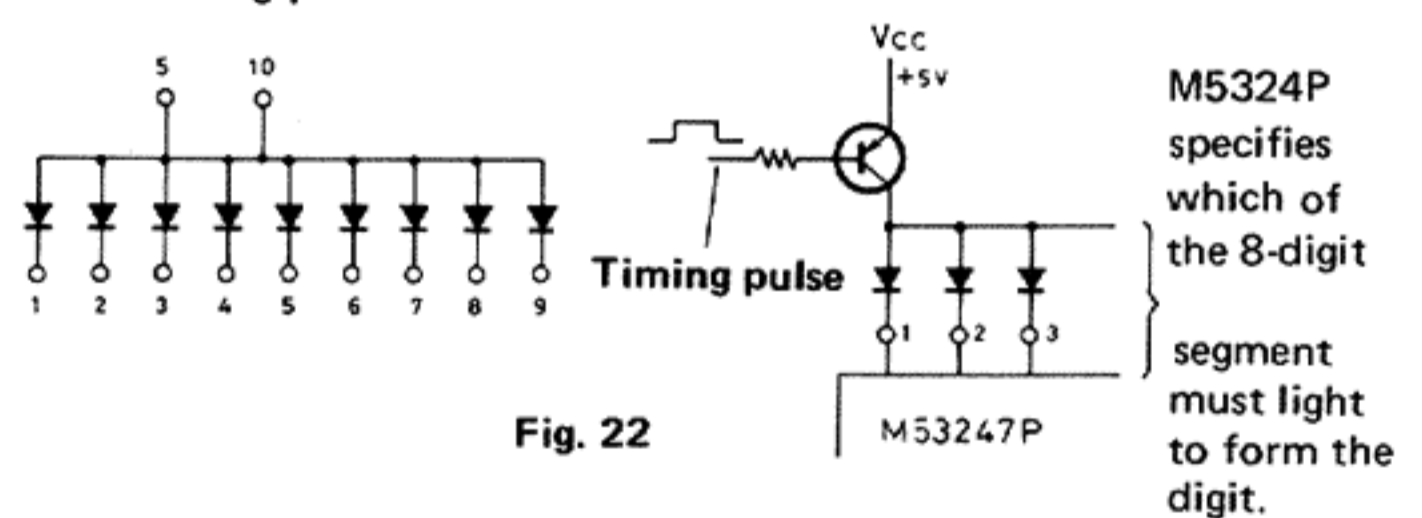 5 10
1 2 3 4 5 6 7 8 9
Vcc
+5V
Timing pulse
1 2 3
M53247P
Fig. 22
M5324P
specifies
which of
the 8-digit
segment
must light
to form the
digit.